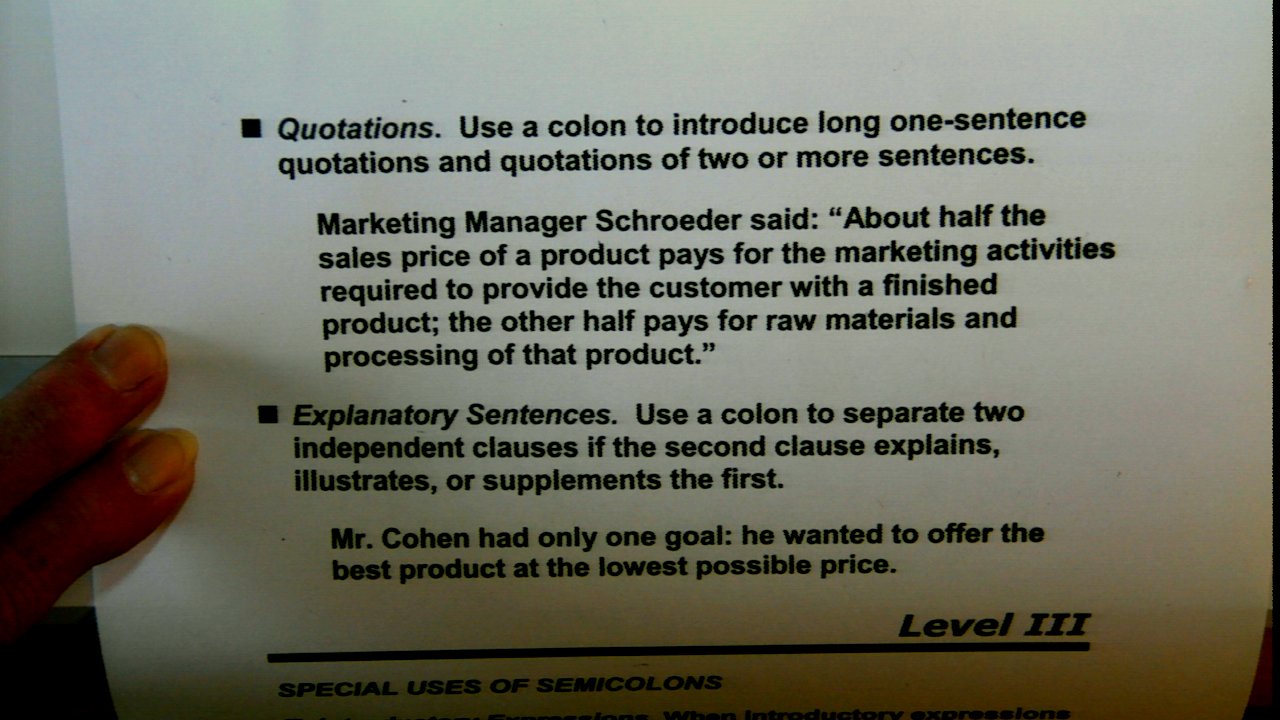 ■ Quotations. Use a colon to introduce long one-sentence
quotations and quotations of two or more sentences.
Marketing Manager Schroeder said: “About half the
sales price of a product pays for the marketing activities
required to provide the customer with a finished
product; the other half pays for raw materials and
processing of that product.”
■ Explanatory Sentences. Use a colon to separate two
independent clauses if the second clause explains,
illustrates, or supplements the first.
Mr. Cohen had only one goal: he wanted to offer the
best product at the lowest possible price.
Level III
SPECIAL USES OF SEMICOLONS
Expressions. When introductory expressions